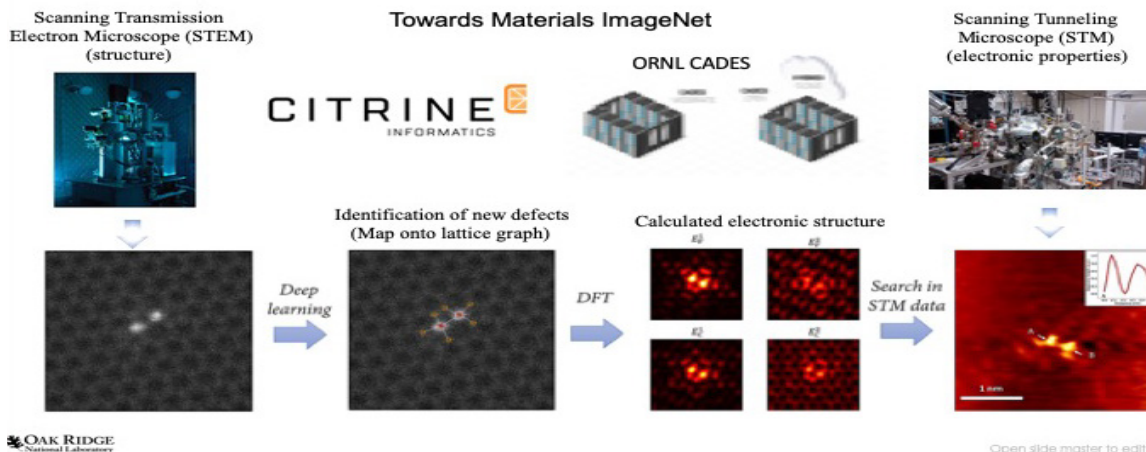 Scanning Transmission
Electron Microscope (STEM)
(structure)
Towards Materials ImageNet
Scanning Tunneling
Microscope (STM)
(electronic properties)
CITRINE
INFORMATICS
ORNL CADES
Identification of new defects
(Map onto lattice graph)
Calculated electronic structure
Deep
learning
DFT
Search in
STM data
A
B
1 nm
OAK RIDGE
National Laboratory
Open slide master to edit